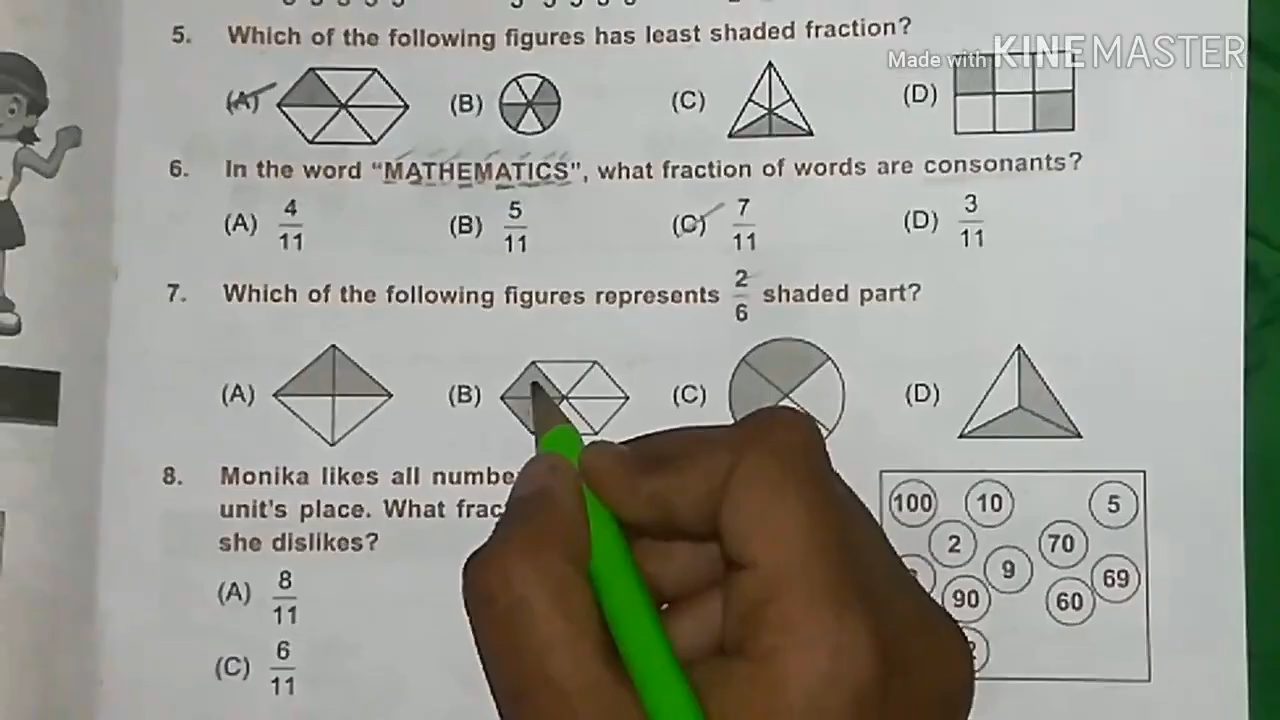 5. Which of the following figures has least shaded fraction?
Made with KINEMASTER
(A) (B) (C) (D)
6. In the word “MATHEMATICS”, what fraction of words are consonants?
(A) 4/11 (B) 5/11 (C) 7/11 (D) 3/11
7. Which of the following figures represents 2/6 shaded part?
(A) (B) (C) (D)
8. Monika likes all
unit's place. What
she dislikes?
(A) 8/11
(C) 6/11
100 10 5
2 70
9 69
90 60